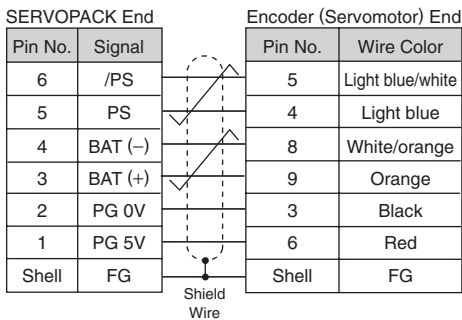 SERVOPACK End Encoder (Servomotor) End
Pin No. Signal Pin No. Wire Color
6 /PS 5 Light blue/white
5 PS 4 Light blue
4 BAT (−) 8 White/orange
3 BAT (+) 9 Orange
2 PG 0V 3 Black
1 PG 5V 6 Red
Shell FG Shell FG
Shield
Wire